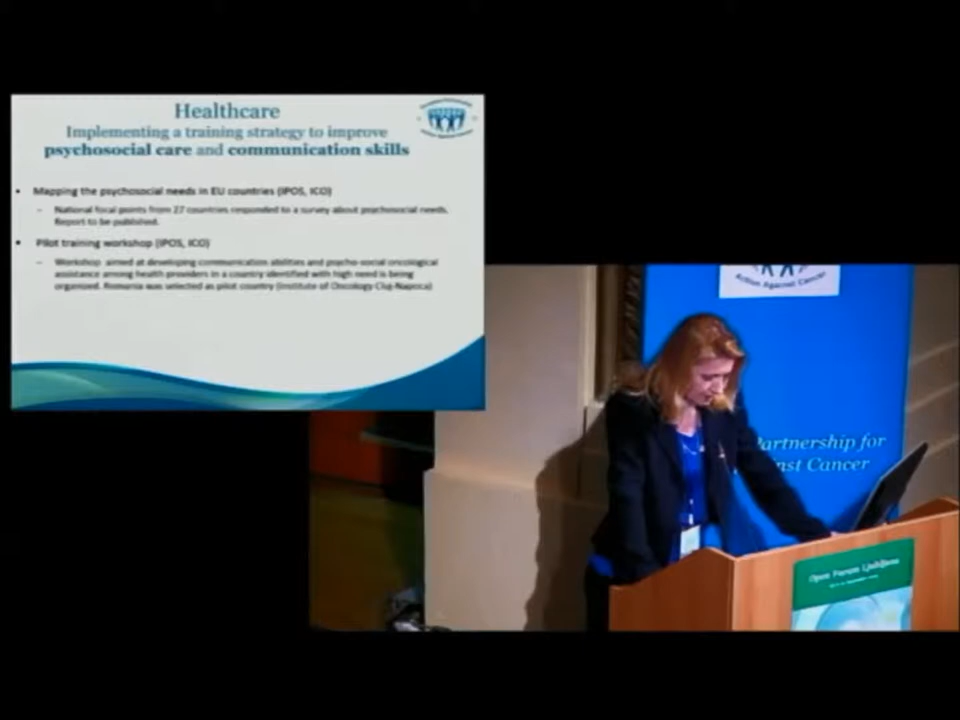 Healthcare
Implementing a training strategy to improve
psychosocial care and communication skills
• Mapping the psychosocial needs in EU countries (IPOS, ICO)
– National focal points from 27 countries responded to a survey about psychosocial needs.
Report to be published.
• Pilot training workshop (IPOS, ICO)
– Workshop aimed at developing communication abilities and psycho-social oncological
assistance among health providers in a country identified with high need is being
organized. Romania was selected as pilot country (Institute of Oncology Cluj-Napoca)
Action Against Cancer
Partnership for
inst Cancer
Open Forum Ljubljana